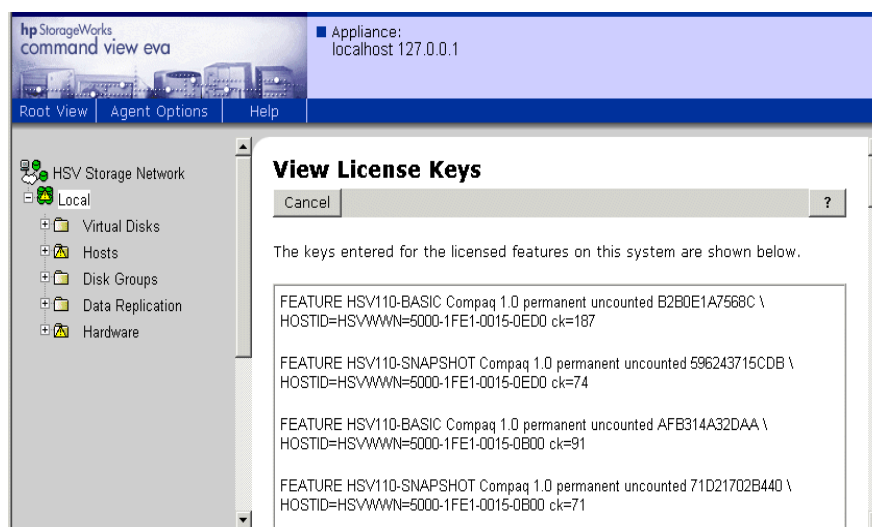 hp StorageWorks
command view eva
Appliance:
localhost 127.0.0.1
Root View
Agent Options
Help
HSV Storage Network
Local
Virtual Disks
Hosts
Disk Groups
Data Replication
Hardware
View License Keys
Cancel
?
The keys entered for the licensed features on this system are shown below.
FEATURE HSV110-BASIC Compaq 1.0 permanent uncounted B2B0E1A7568C \
HOSTID=HSVWWN=5000-1FE1-0015-0ED0 ck=187
FEATURE HSV110-SNAPSHOT Compaq 1.0 permanent uncounted 596243715CDB \
HOSTID=HSVWWN=5000-1FE1-0015-0ED0 ck=74
FEATURE HSV110-BASIC Compaq 1.0 permanent uncounted AFB314A32DAA \
HOSTID=HSVWWN=5000-1FE1-0015-0B00 ck=91
FEATURE HSV110-SNAPSHOT Compaq 1.0 permanent uncounted 71D21702B440 \
HOSTID=HSVWWN=5000-1FE1-0015-0B00 ck=71